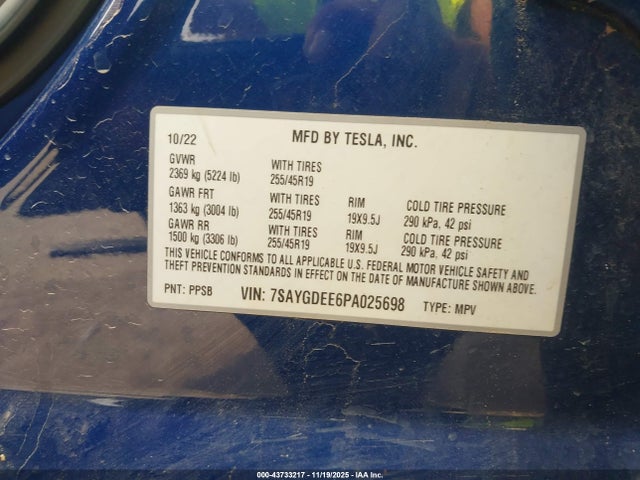 10/22 MFD BY TESLA, INC.
GVWR WITH TIRES
2369 kg (5224 lb) 255/45R19
GAWR FRT WITH TIRES RIM COLD TIRE PRESSURE
1363 kg (3004 lb) 255/45R19 19X9.5J 290 kPa, 42 psi
GAWR RR WITH TIRES RIM COLD TIRE PRESSURE
1500 kg (3306 lb) 255/45R19 19X9.5J 290 kPa, 42 psi
THIS VEHICLE CONFORMS TO ALL APPLICABLE U.S. FEDERAL MOTOR VEHICLE SAFETY AND
THEFT PREVENTION STANDARDS IN EFFECT ON THE DATE OF MANUFACTURE SHOWN ABOVE.
PNT: PPSB VIN: 7SAYGDEE6PA025698 TYPE: MPV
000-43733217 - 11/19/2025 - IAA Inc.